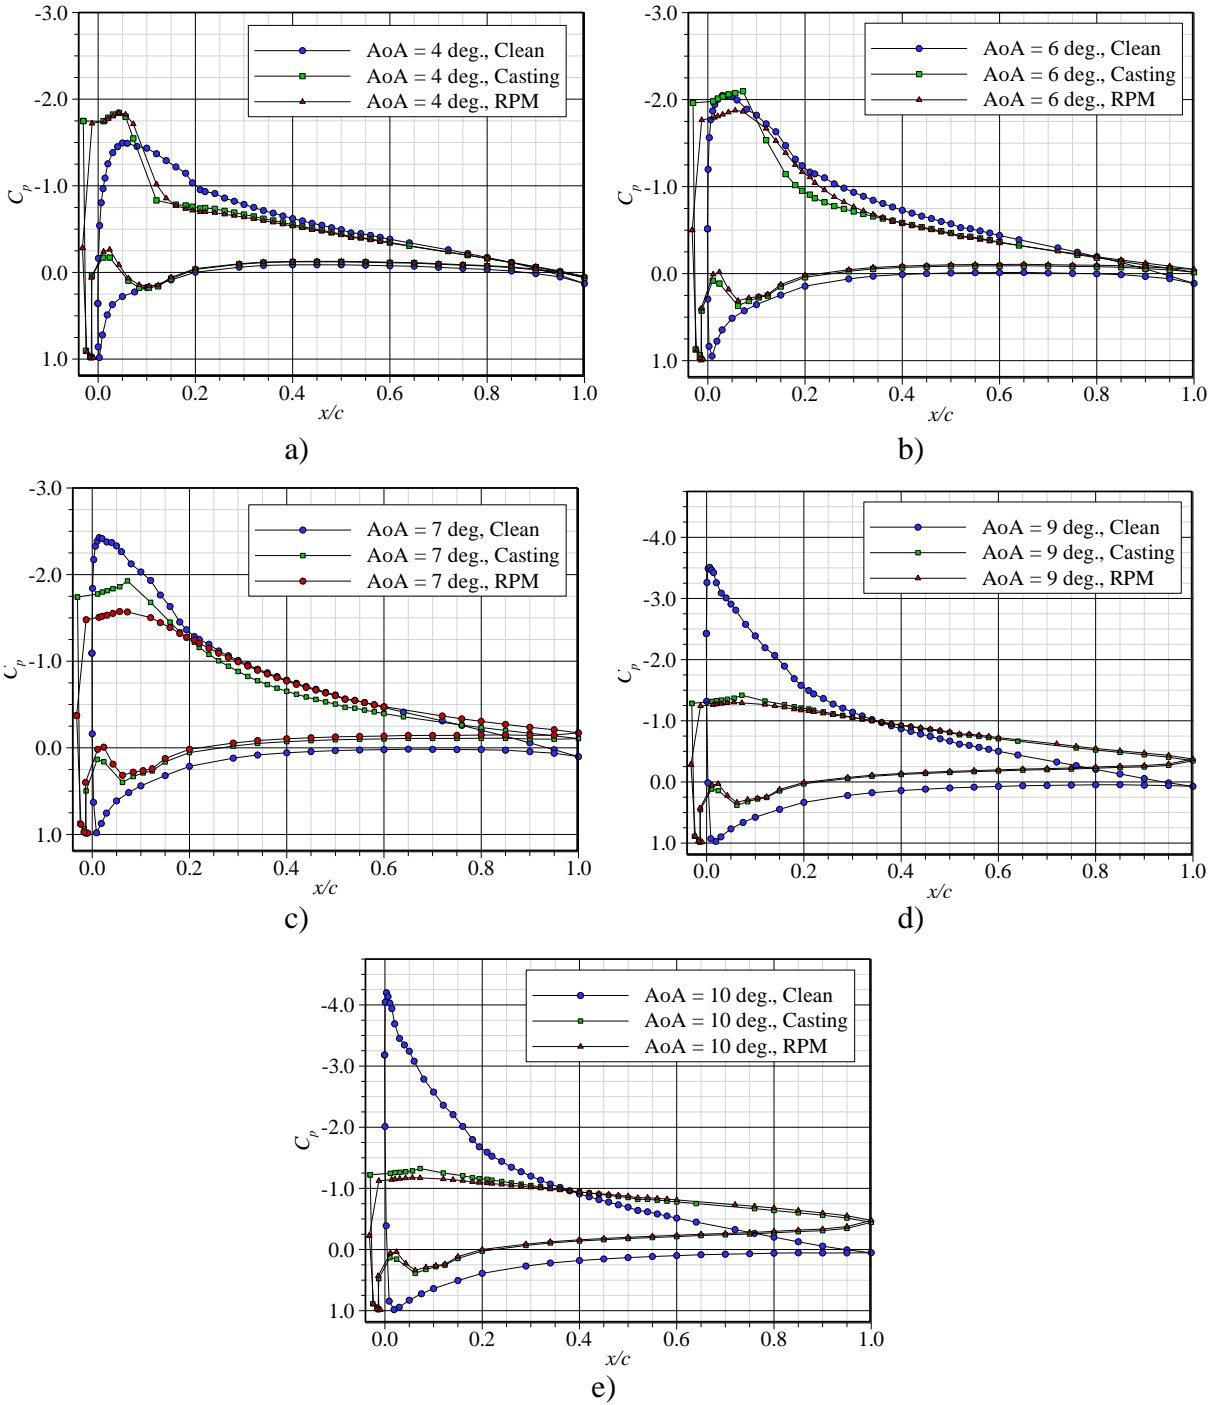 -3.0
AoA = 4 deg., Clean
AoA = 4 deg., Casting
AoA = 4 deg., RPM
-2.0
-1.0
Cp
0.0
1.0
0.0 0.2 0.4 0.6 0.8 1.0
x/c
a)
-3.0
AoA = 6 deg., Clean
AoA = 6 deg., Casting
AoA = 6 deg., RPM
-2.0
-1.0
Cp
0.0
1.0
0.0 0.2 0.4 0.6 0.8 1.0
x/c
b)
-3.0
AoA = 7 deg, Clean
AoA = 7 deg., Casting
AoA = 7 deg., RPM
-2.0
-1.0
Cp
0.0
1.0
0.0 0.2 0.4 0.6 0.8 1.0
x/c
c)
AoA = 9 deg., Clean
AoA = 9 deg., Casting
AoA = 9 deg., RPM
-4.0
-3.0
-2.0
Cp
-1.0
0.0
1.0
0.0 0.2 0.4 0.6 0.8 1.0
x/c
d)
AoA = 10 deg., Clean
AoA = 10 deg., Casting
AoA = 10 deg., RPM
-4.0
-3.0
-2.0
Cp
-1.0
0.0
1.0
0.0 0.2 0.4 0.6 0.8 1.0
x/c
e)